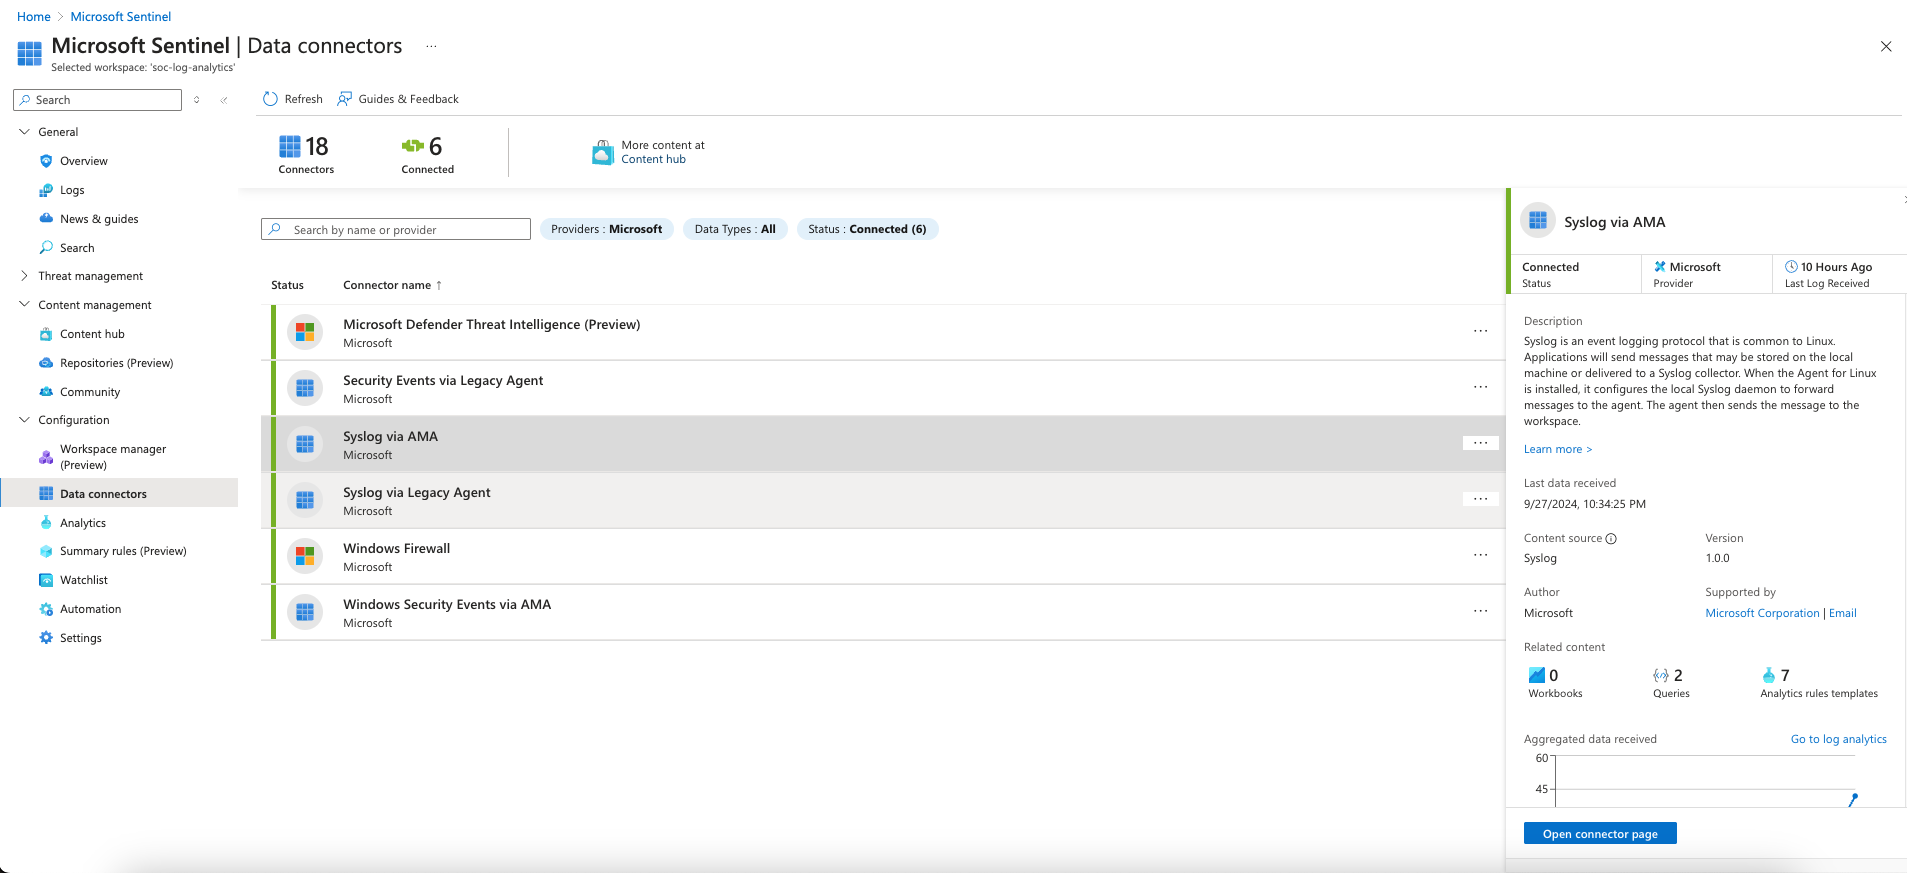 Home > Microsoft Sentinel
Microsoft Sentinel | Data connectors ...
Selected workspace: 'soc-log-analytics'
Search
General
Overview
Logs
News & guides
Search
Threat management
Content management
Content hub
Repositories (Preview)
Community
Configuration
Workspace manager
(Preview)
Data connectors
Analytics
Summary rules (Preview)
Watchlist
Automation
Settings
Refresh Guides & Feedback
18
Connectors
6
Connected
More content at
Content hub
Search by name or provider
Providers : Microsoft
Data Types : All
Status : Connected (6)
Status Connector name ↑
Microsoft Defender Threat Intelligence (Preview)
Microsoft
Security Events via Legacy Agent
Microsoft
Syslog via AMA
Microsoft
Syslog via Legacy Agent
Microsoft
Windows Firewall
Microsoft
Windows Security Events via AMA
Microsoft
Syslog via AMA
Connected
Status
Microsoft
Provider
10 Hours Ago
Last Log Received
Description
Syslog is an event logging protocol that is common to Linux.
Applications will send messages that may be stored on the local
machine or delivered to a Syslog collector. When the Agent for Linux
is installed, it configures the local Syslog daemon to forward
messages to the agent. The agent then sends the message to the
workspace.
Learn more >
Last data received
9/27/2024, 10:34:25 PM
Content source
Syslog
Version
1.0.0
Author
Microsoft
Supported by
Microsoft Corporation | Email
Related content
0
Workbooks
2
Queries
7
Analytics rules templates
Aggregated data received Go to log analytics
60
45
Open connector page